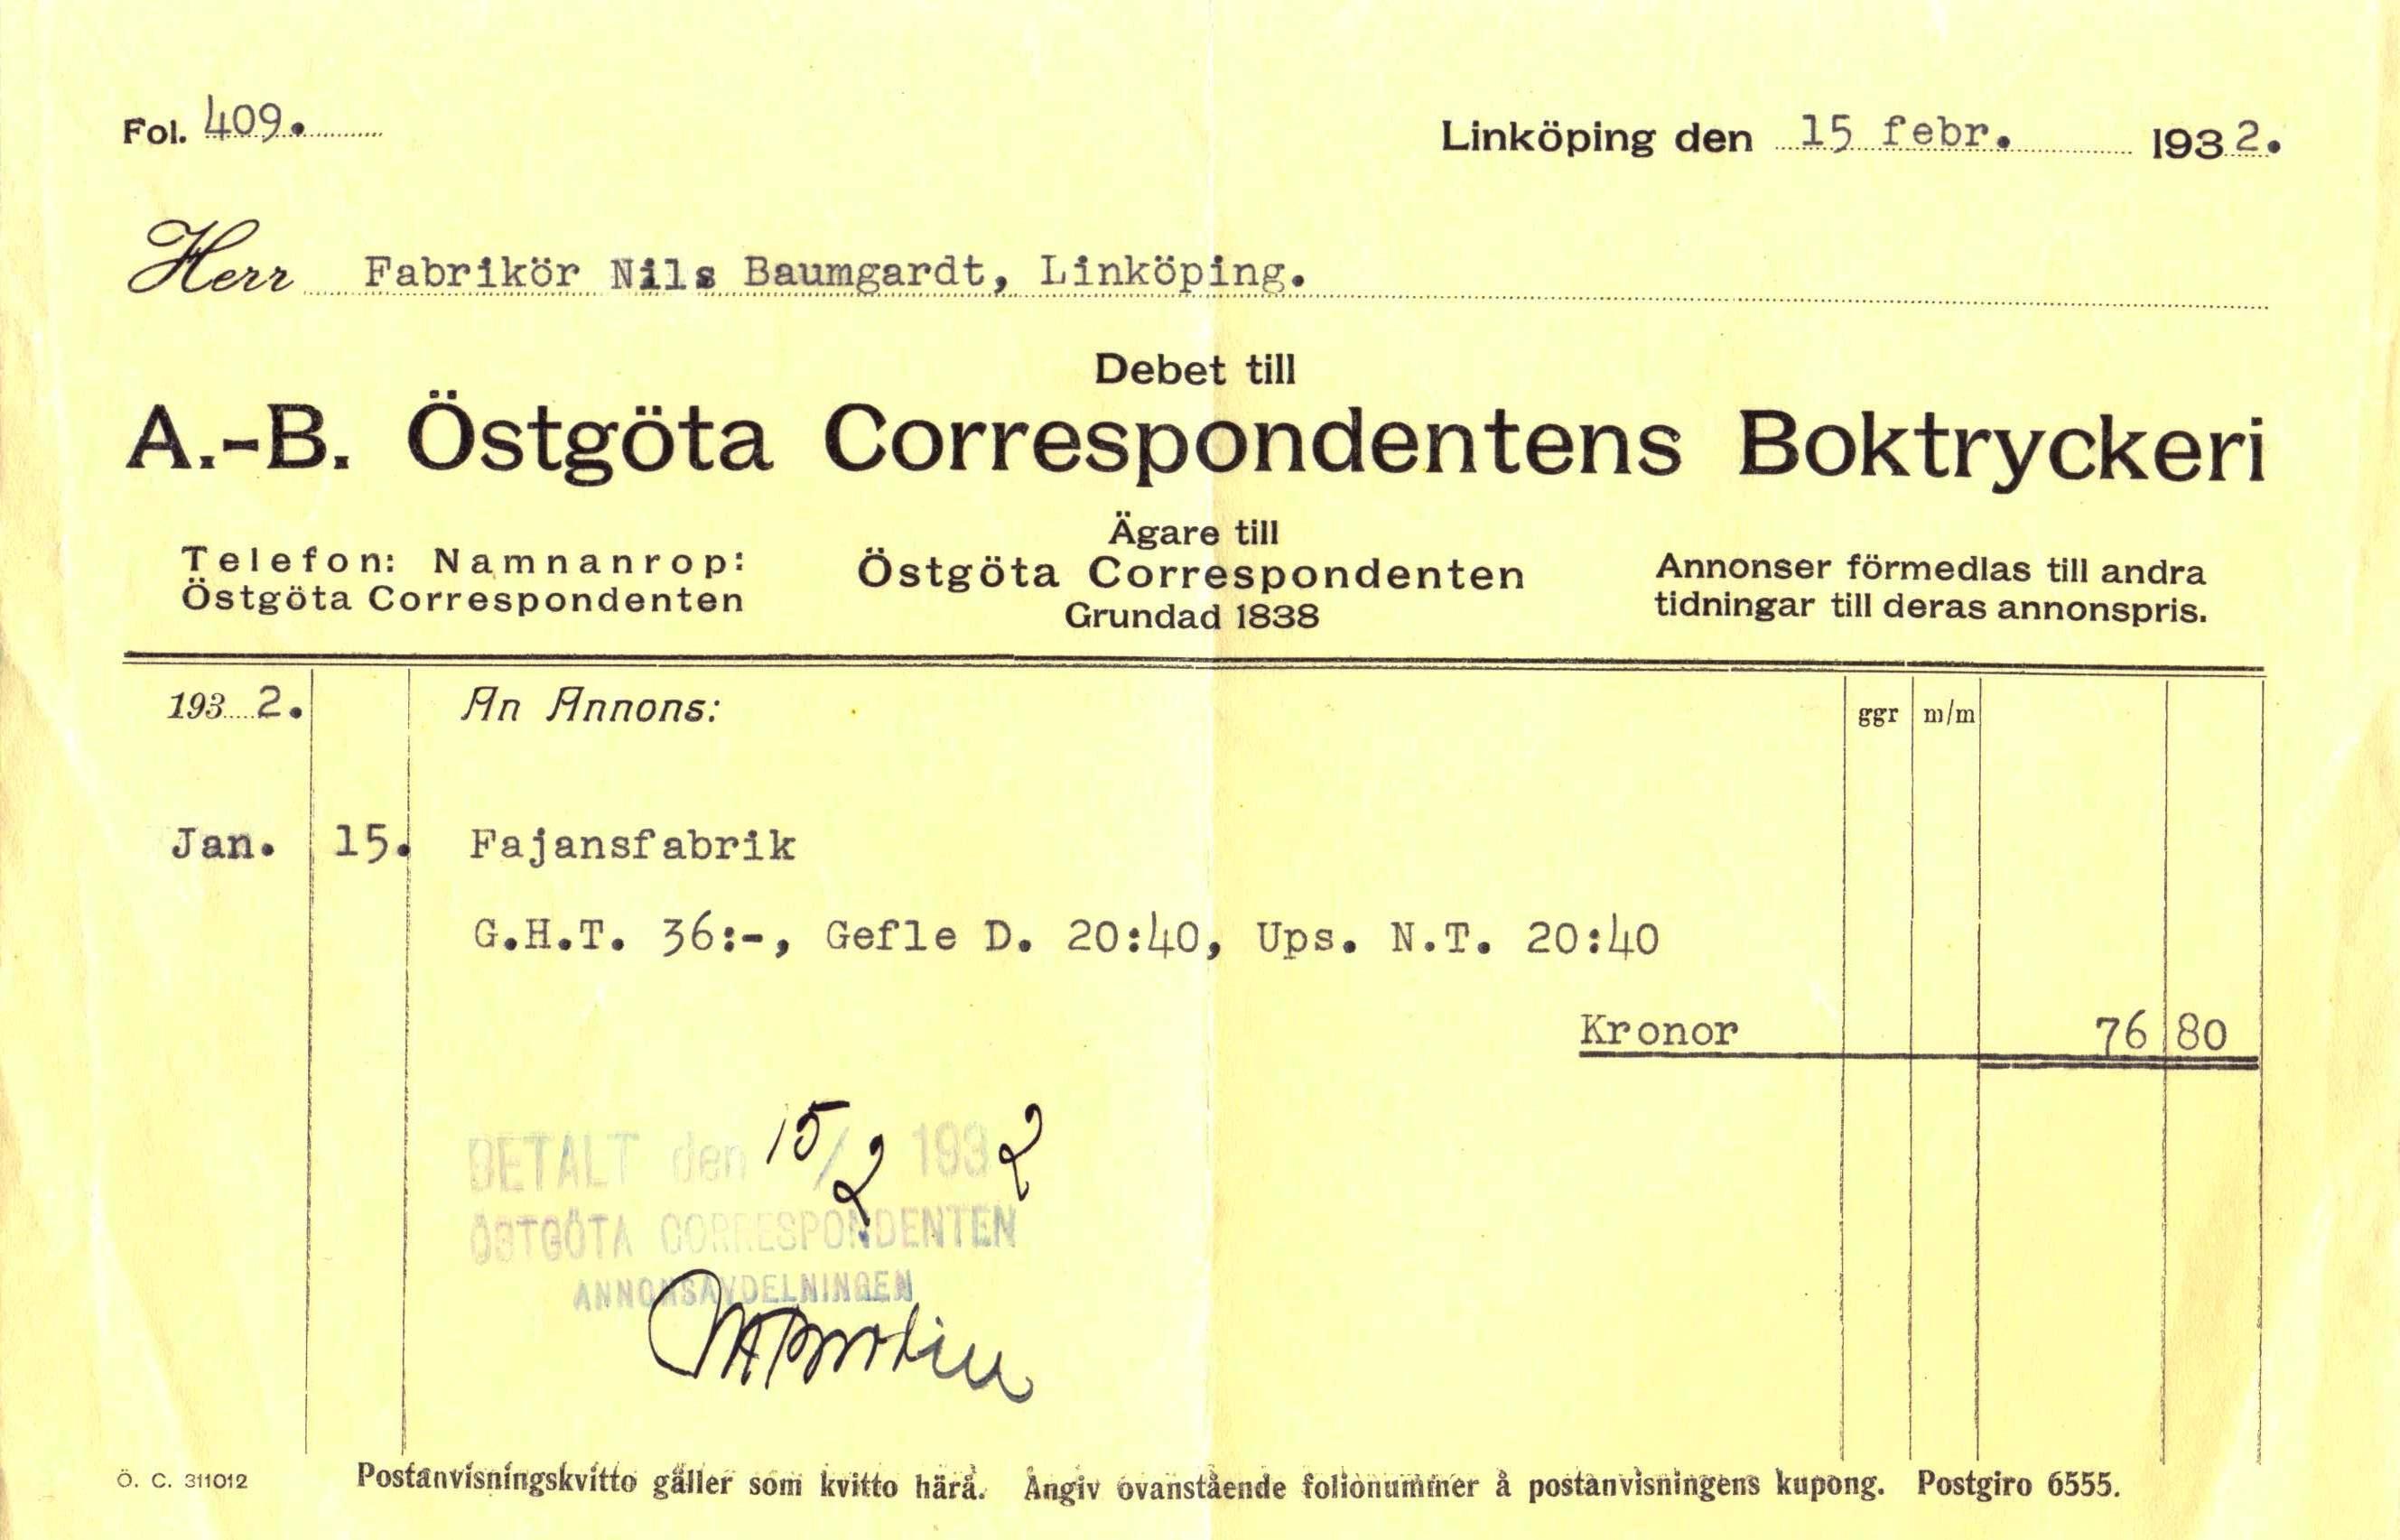 Fol. 409.
Linköping den 15 febr. 1932.
Herr Fabrikör Nils Baumgardt, Linköping.
Debet till
A.-B. Östgöta Correspondentens Boktryckeri
Telefon: Namnanrop:
Östgöta Correspondenten
Ägare till
Östgöta Correspondenten
Grundad 1838
Annonser förmedlas till andra
tidningar till deras annonspris.
1932. An Annons: ggr m/m
Jan. 15. Fajansfabrik
G.H.T. 36:-, Gefle D. 20:40, Ups. N.T. 20:40
Kronor 76 80
BETALT den 15/2 1932
ÖSTGÖTA CORRESPONDENTEN
ANNONSAVDELNINGEN
Ö. C. 311012
Postanvisningskvitto gäller som kvitto härå. Angiv ovanstående folionummer å postanvisningens kupong. Postgiro 6555.